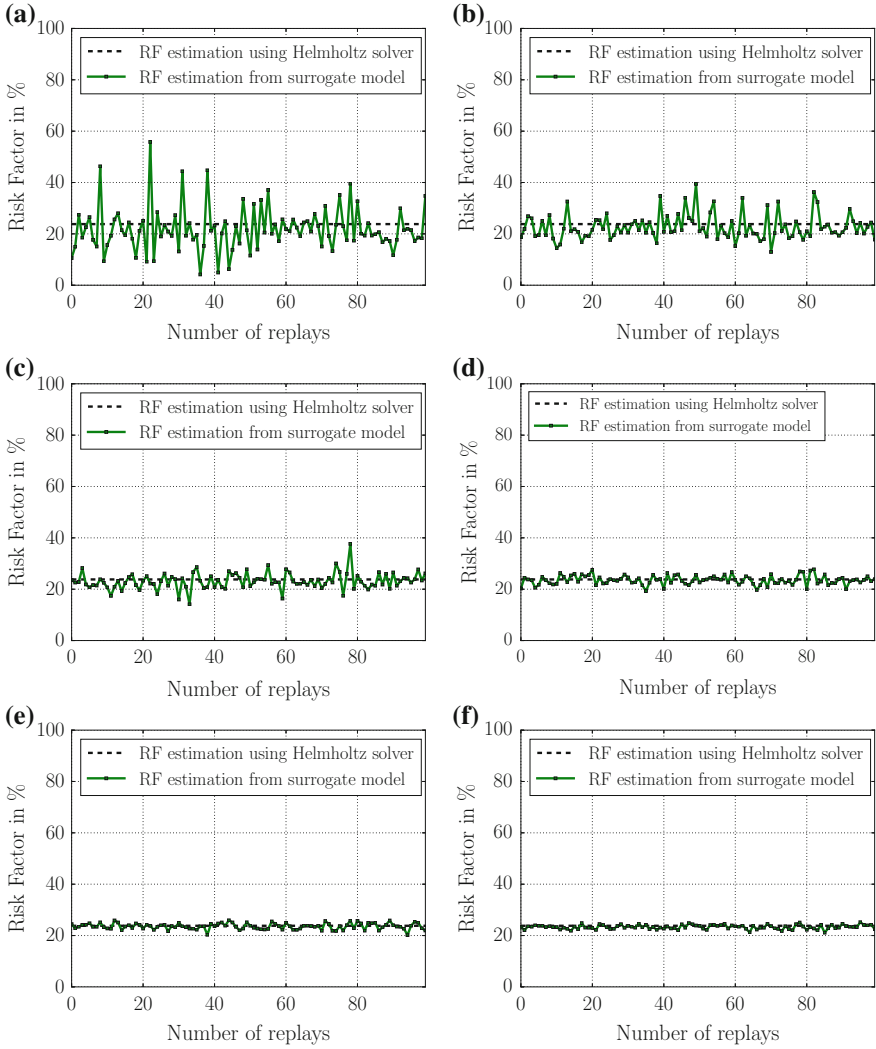 (a)
100
80
60
40
20
0
Risk Factor in %
RF estimation using Helmholtz solver
RF estimation from surrogate model
0 20 40 60 80
Number of replays
(b)
100
80
60
40
20
0
Risk Factor in %
RF estimation using Helmholtz solver
RF estimation from surrogate model
0 20 40 60 80
Number of replays
(c)
100
80
60
40
20
0
Risk Factor in %
RF estimation using Helmholtz solver
RF estimation from surrogate model
0 20 40 60 80
Number of replays
(d)
100
80
60
40
20
0
Risk Factor in %
RF estimation using Helmholtz solver
RF estimation from surrogate model
0 20 40 60 80
Number of replays
(e)
100
80
60
40
20
0
Risk Factor in %
RF estimation using Helmholtz solver
RF estimation from surrogate model
0 20 40 60 80
Number of replays
(f)
100
80
60
40
20
0
Risk Factor in %
RF estimation using Helmholtz solver
RF estimation from surrogate model
0 20 40 60 80
Number of replays